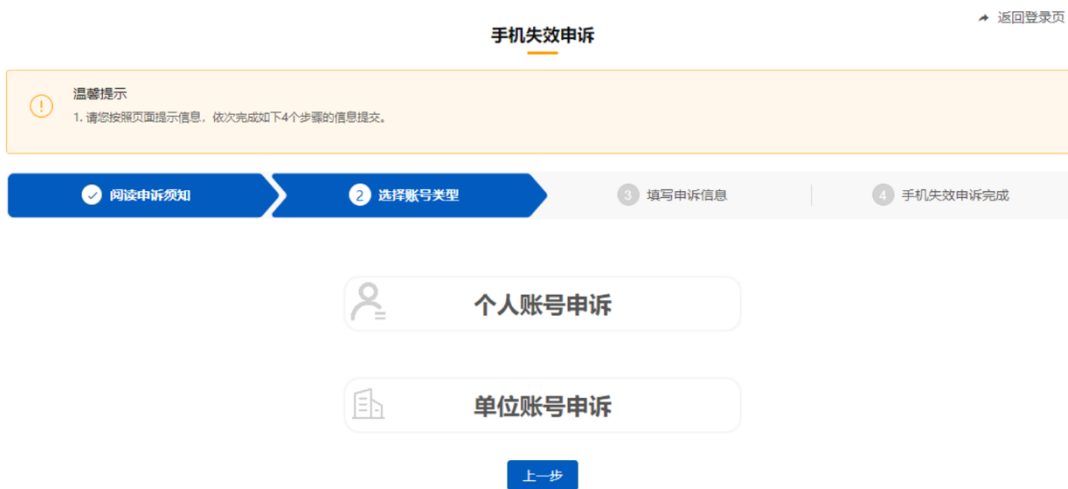 返回登录页
手机失效申诉
温馨提示
1. 请您按照页面提示信息，依次完成如下4个步骤的信息提交。
阅读申诉须知
2 选择账号类型
3 填写申诉信息
4 手机失效申诉完成
个人账号申诉
单位账号申诉
上一步